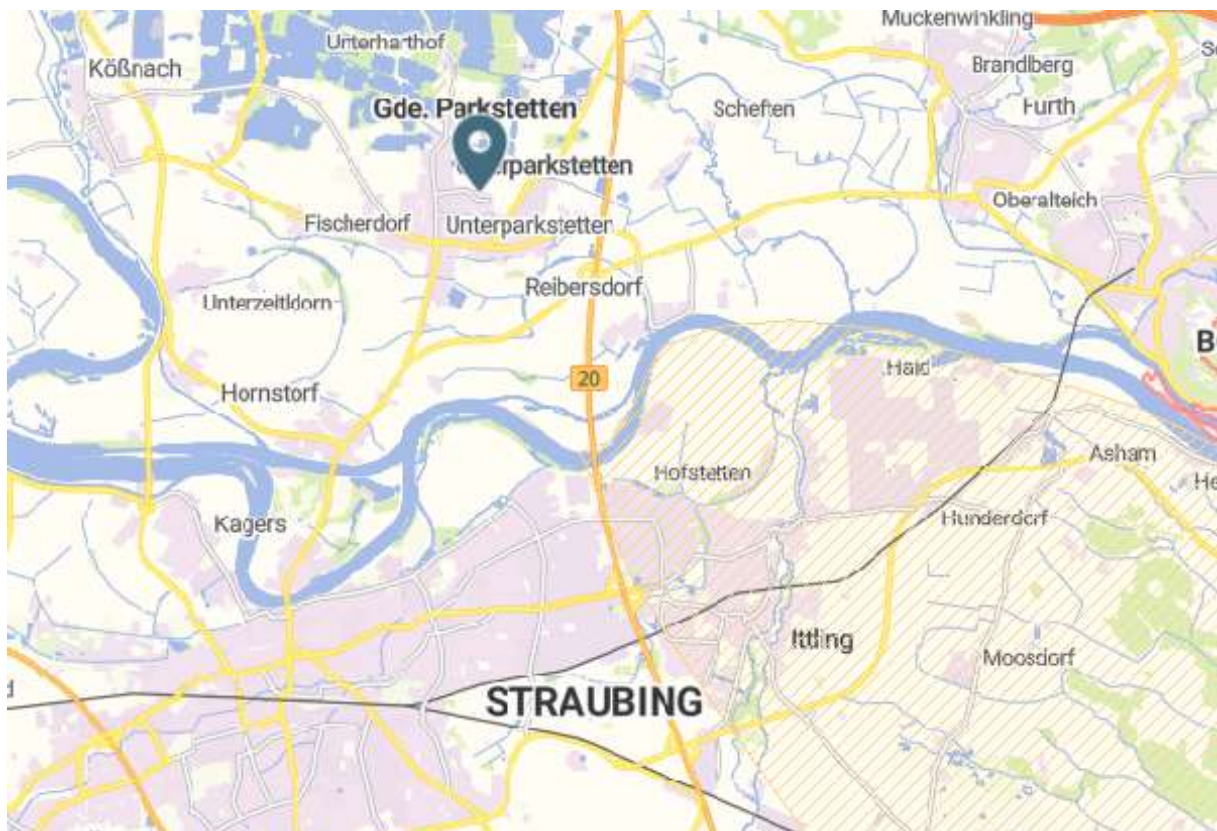 Muckenwinkling
Unterharthof
Kößnach
Brandlberg
Gde. Parkstetten
Scheften
Furth
Oberalteich
Fischerdorf
Unterparkstetten
Reibersdorf
Unterzeitldorn
B
20
Haid
Hornstorf
Asham
Hofstetten
He
Kagers
Hunderdorf
Ittling
Moosdorf
d
STRAUBING